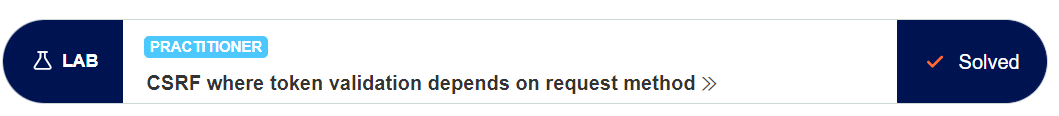 LAB
PRACTITIONER
CSRF where token validation depends on request method
Solved